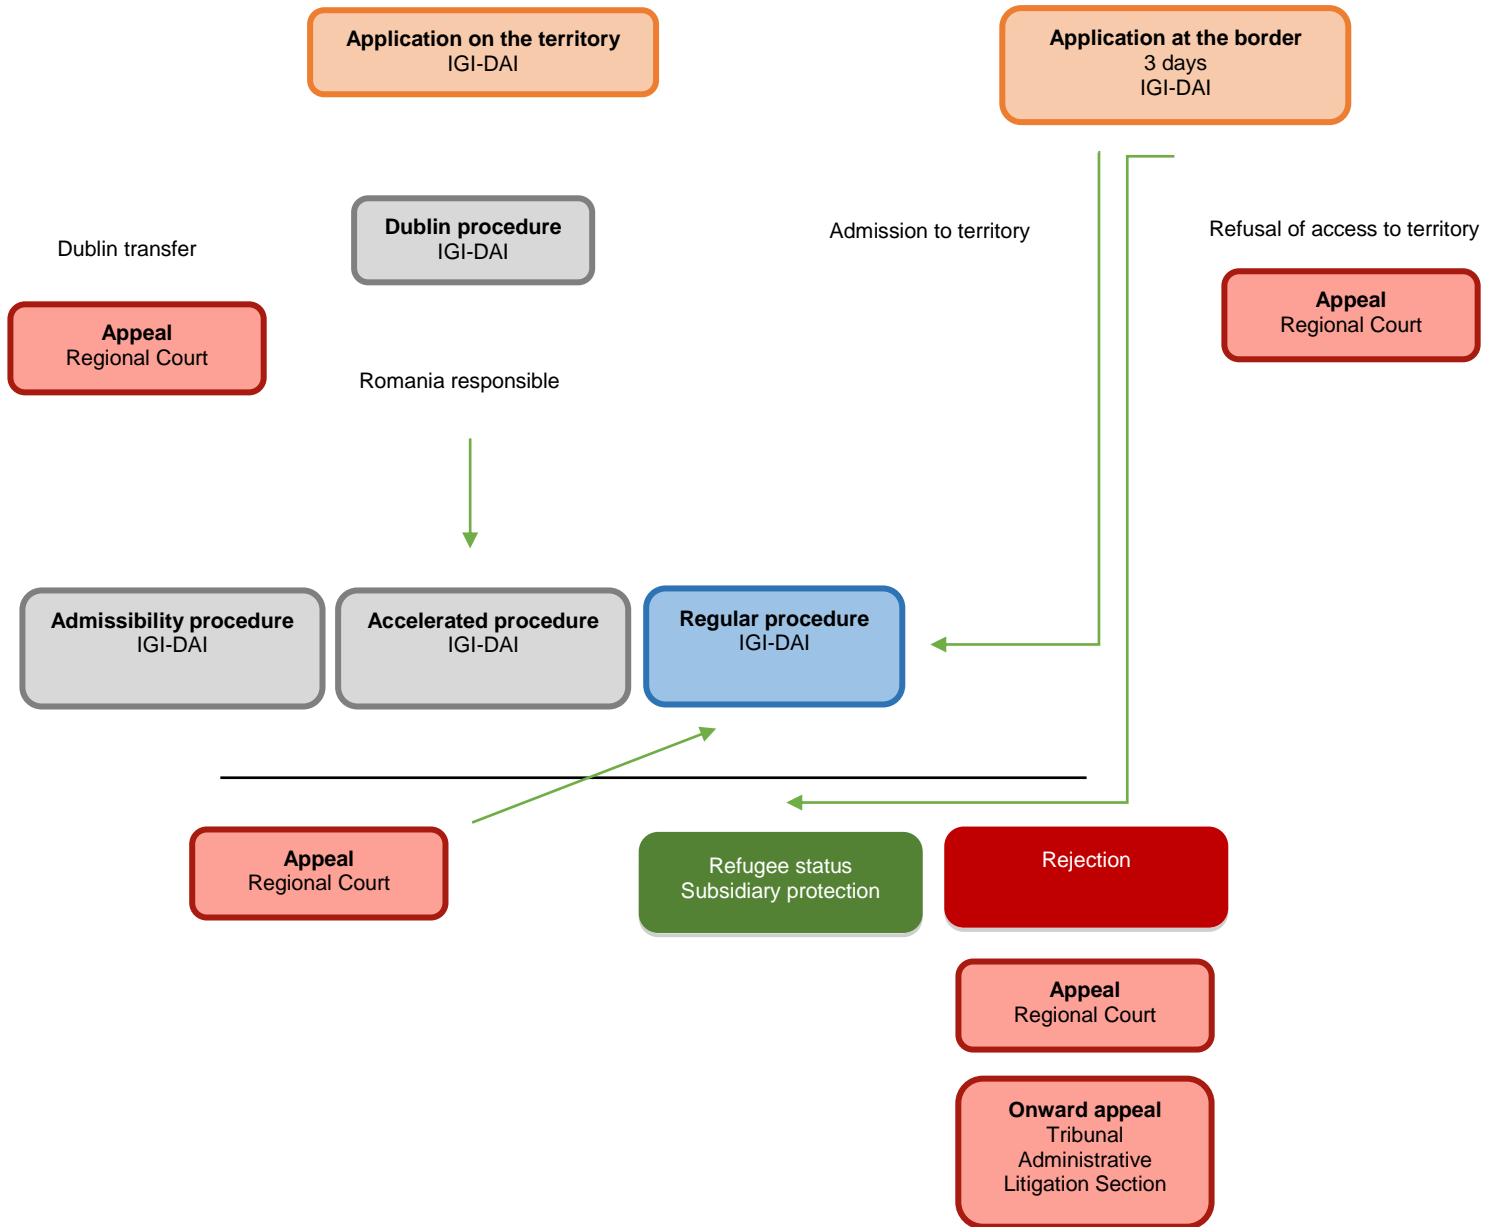 Application on the territory
IGI-DAI
Application at the border
3 days
IGI-DAI
Dublin procedure
IGI-DAI
Dublin transfer
Admission to territory
Refusal of access to territory
Appeal
Regional Court
Appeal
Regional Court
Romania responsible
Admissibility procedure
IGI-DAI
Accelerated procedure
IGI-DAI
Regular procedure
IGI-DAI
Appeal
Regional Court
Refugee status
Subsidiary protection
Rejection
Appeal
Regional Court
Onward appeal
Tribunal
Administrative
Litigation Section